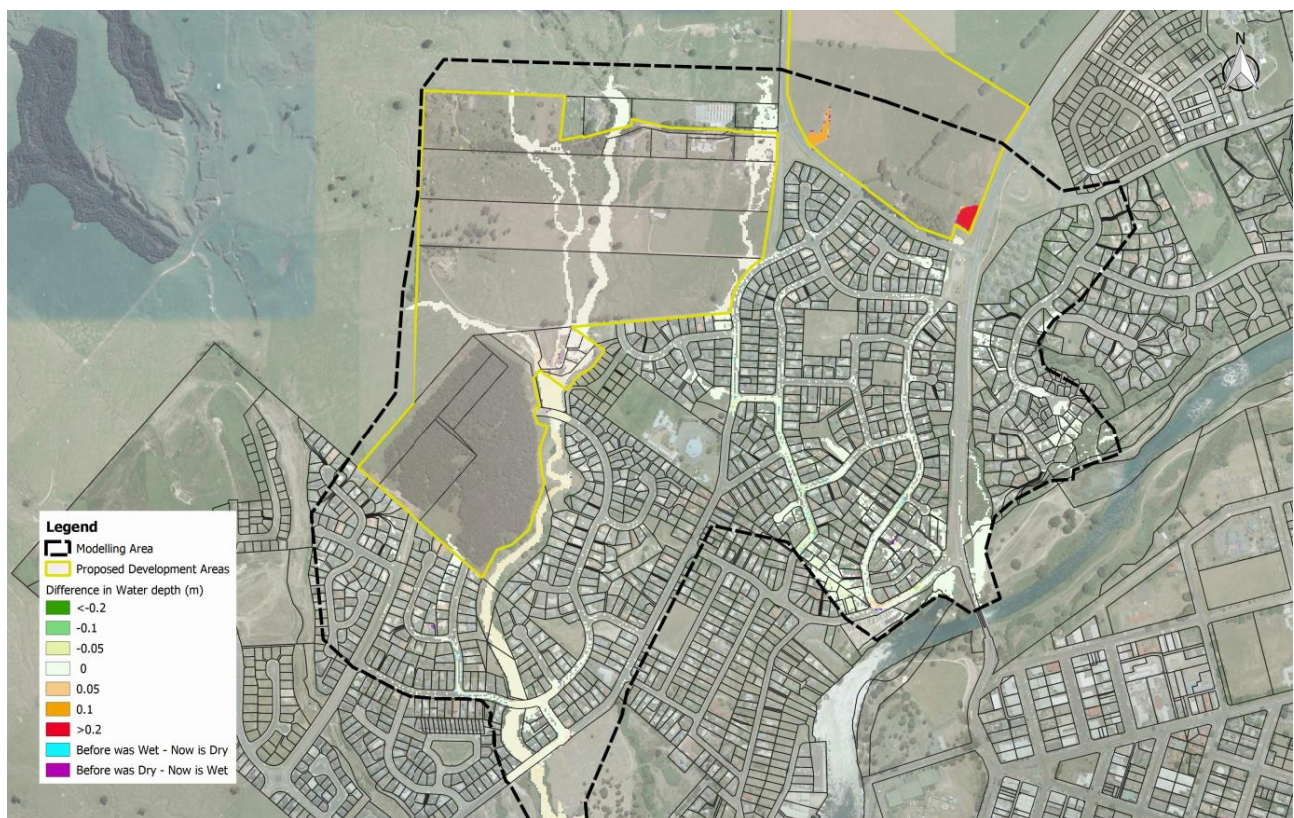 N
Legend
Modelling Area
Proposed Development Areas
Difference in Water depth (m)
<-0.2
-0.1
-0.05
0
0.05
0.1
>0.2
Before was Wet - Now is Dry
Before was Dry - Now is Wet